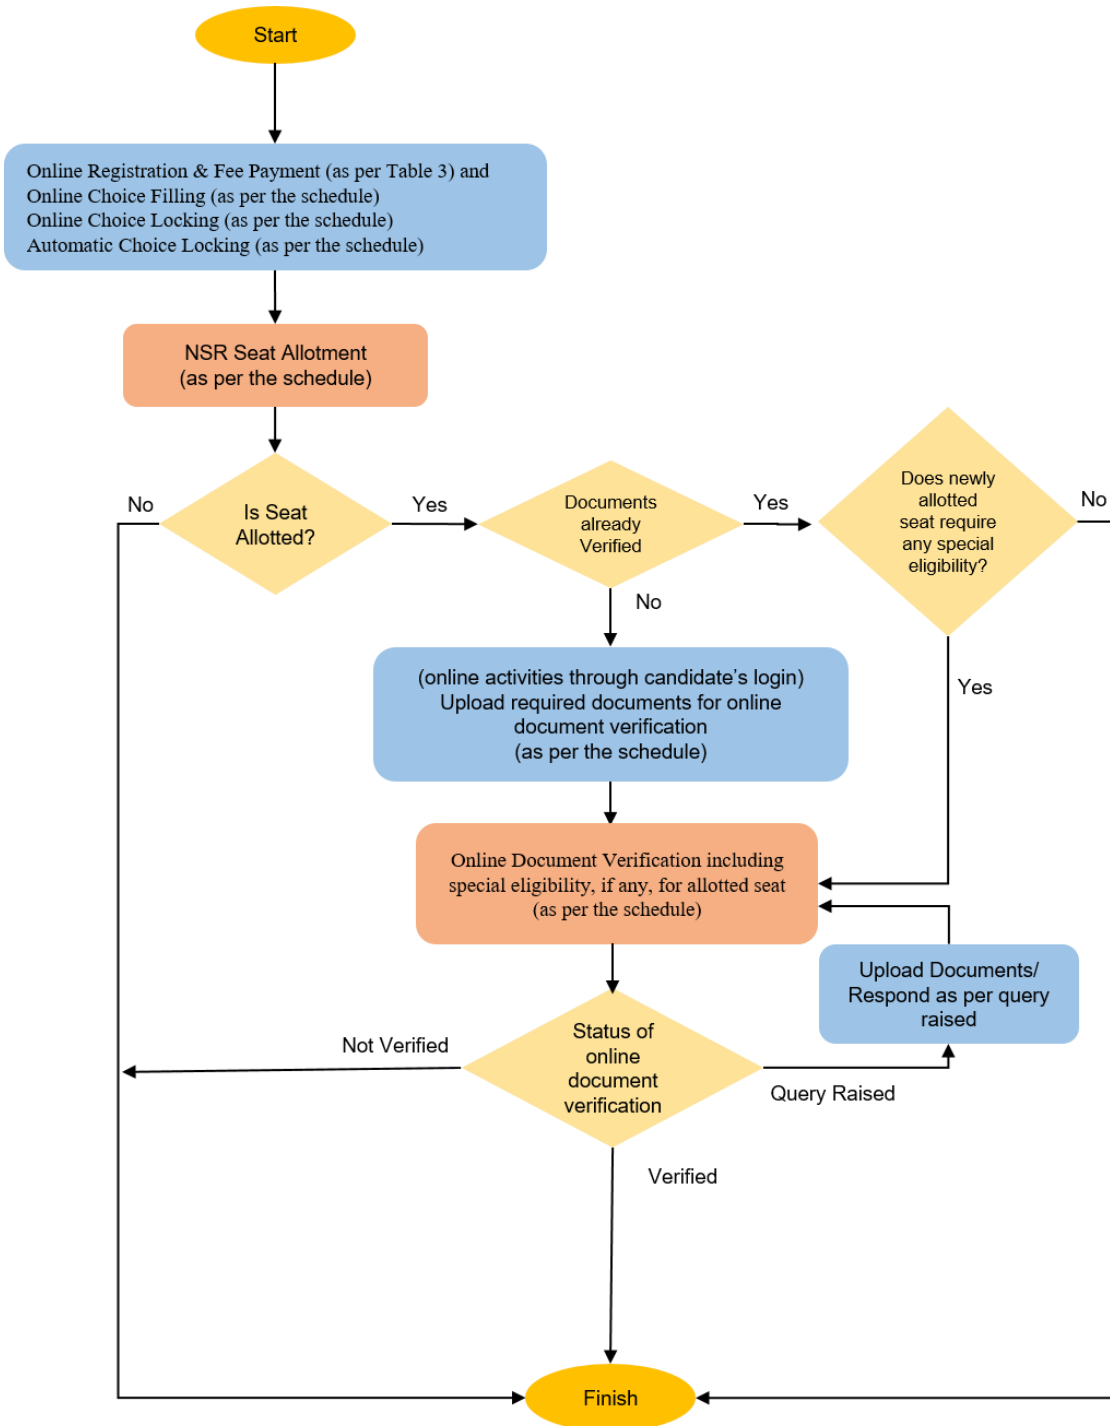 Start
Online Registration & Fee Payment (as per Table 3) and
Online Choice Filling (as per the schedule)
Online Choice Locking (as per the schedule)
Automatic Choice Locking (as per the schedule)
NSR Seat Allotment
(as per the schedule)
No
Is Seat
Allotted?
Yes
Documents
already
Verified
Yes
Does newly
allotted
seat require
any special
eligibility?
No
No
Yes
(online activities through candidate’s login)
Upload required documents for online
document verification
(as per the schedule)
Online Document Verification including
special eligibility, if any, for allotted seat
(as per the schedule)
Upload Documents/
Respond as per query
raised
Not Verified
Status of
online
document
verification
Query Raised
Verified
Finish